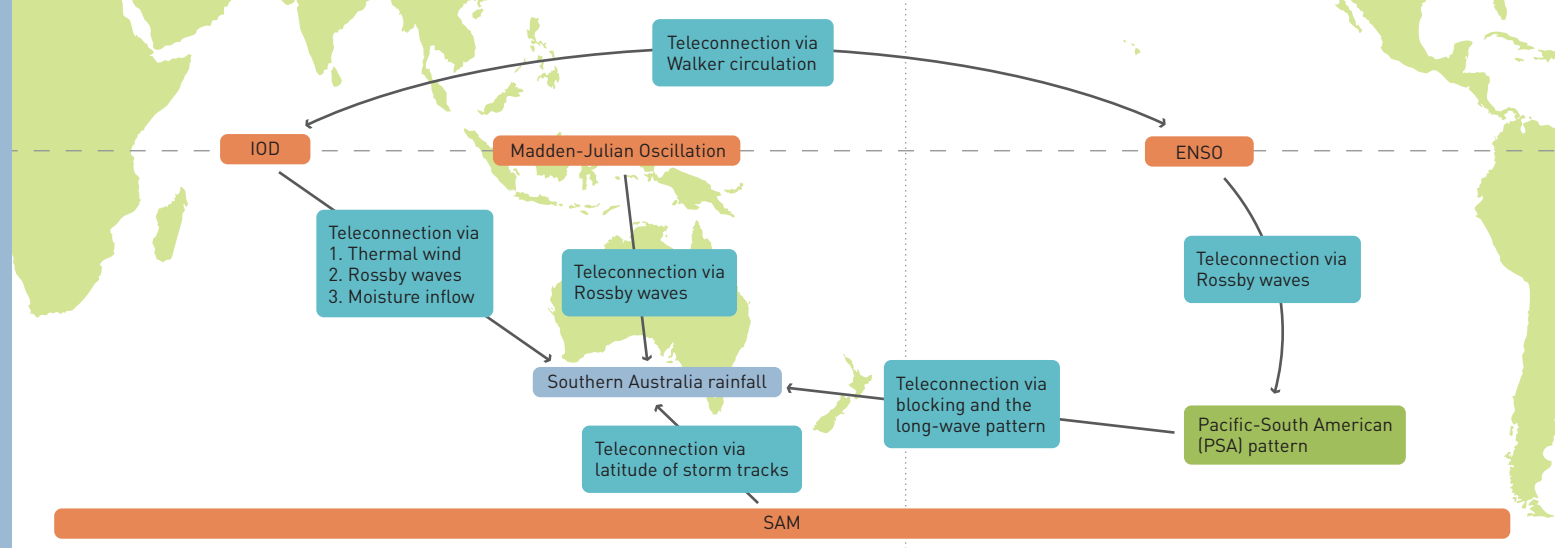 Teleconnection via
Walker circulation
IOD
Madden-Julian Oscillation
ENSO
Teleconnection via
1. Thermal wind
2. Rossby waves
3. Moisture inflow
Teleconnection via
Rossby waves
Teleconnection via
Rossby waves
Southern Australia rainfall
Teleconnection via
blocking and the
long-wave pattern
Pacific-South American
(PSA) pattern
Teleconnection via
latitude of storm tracks
SAM